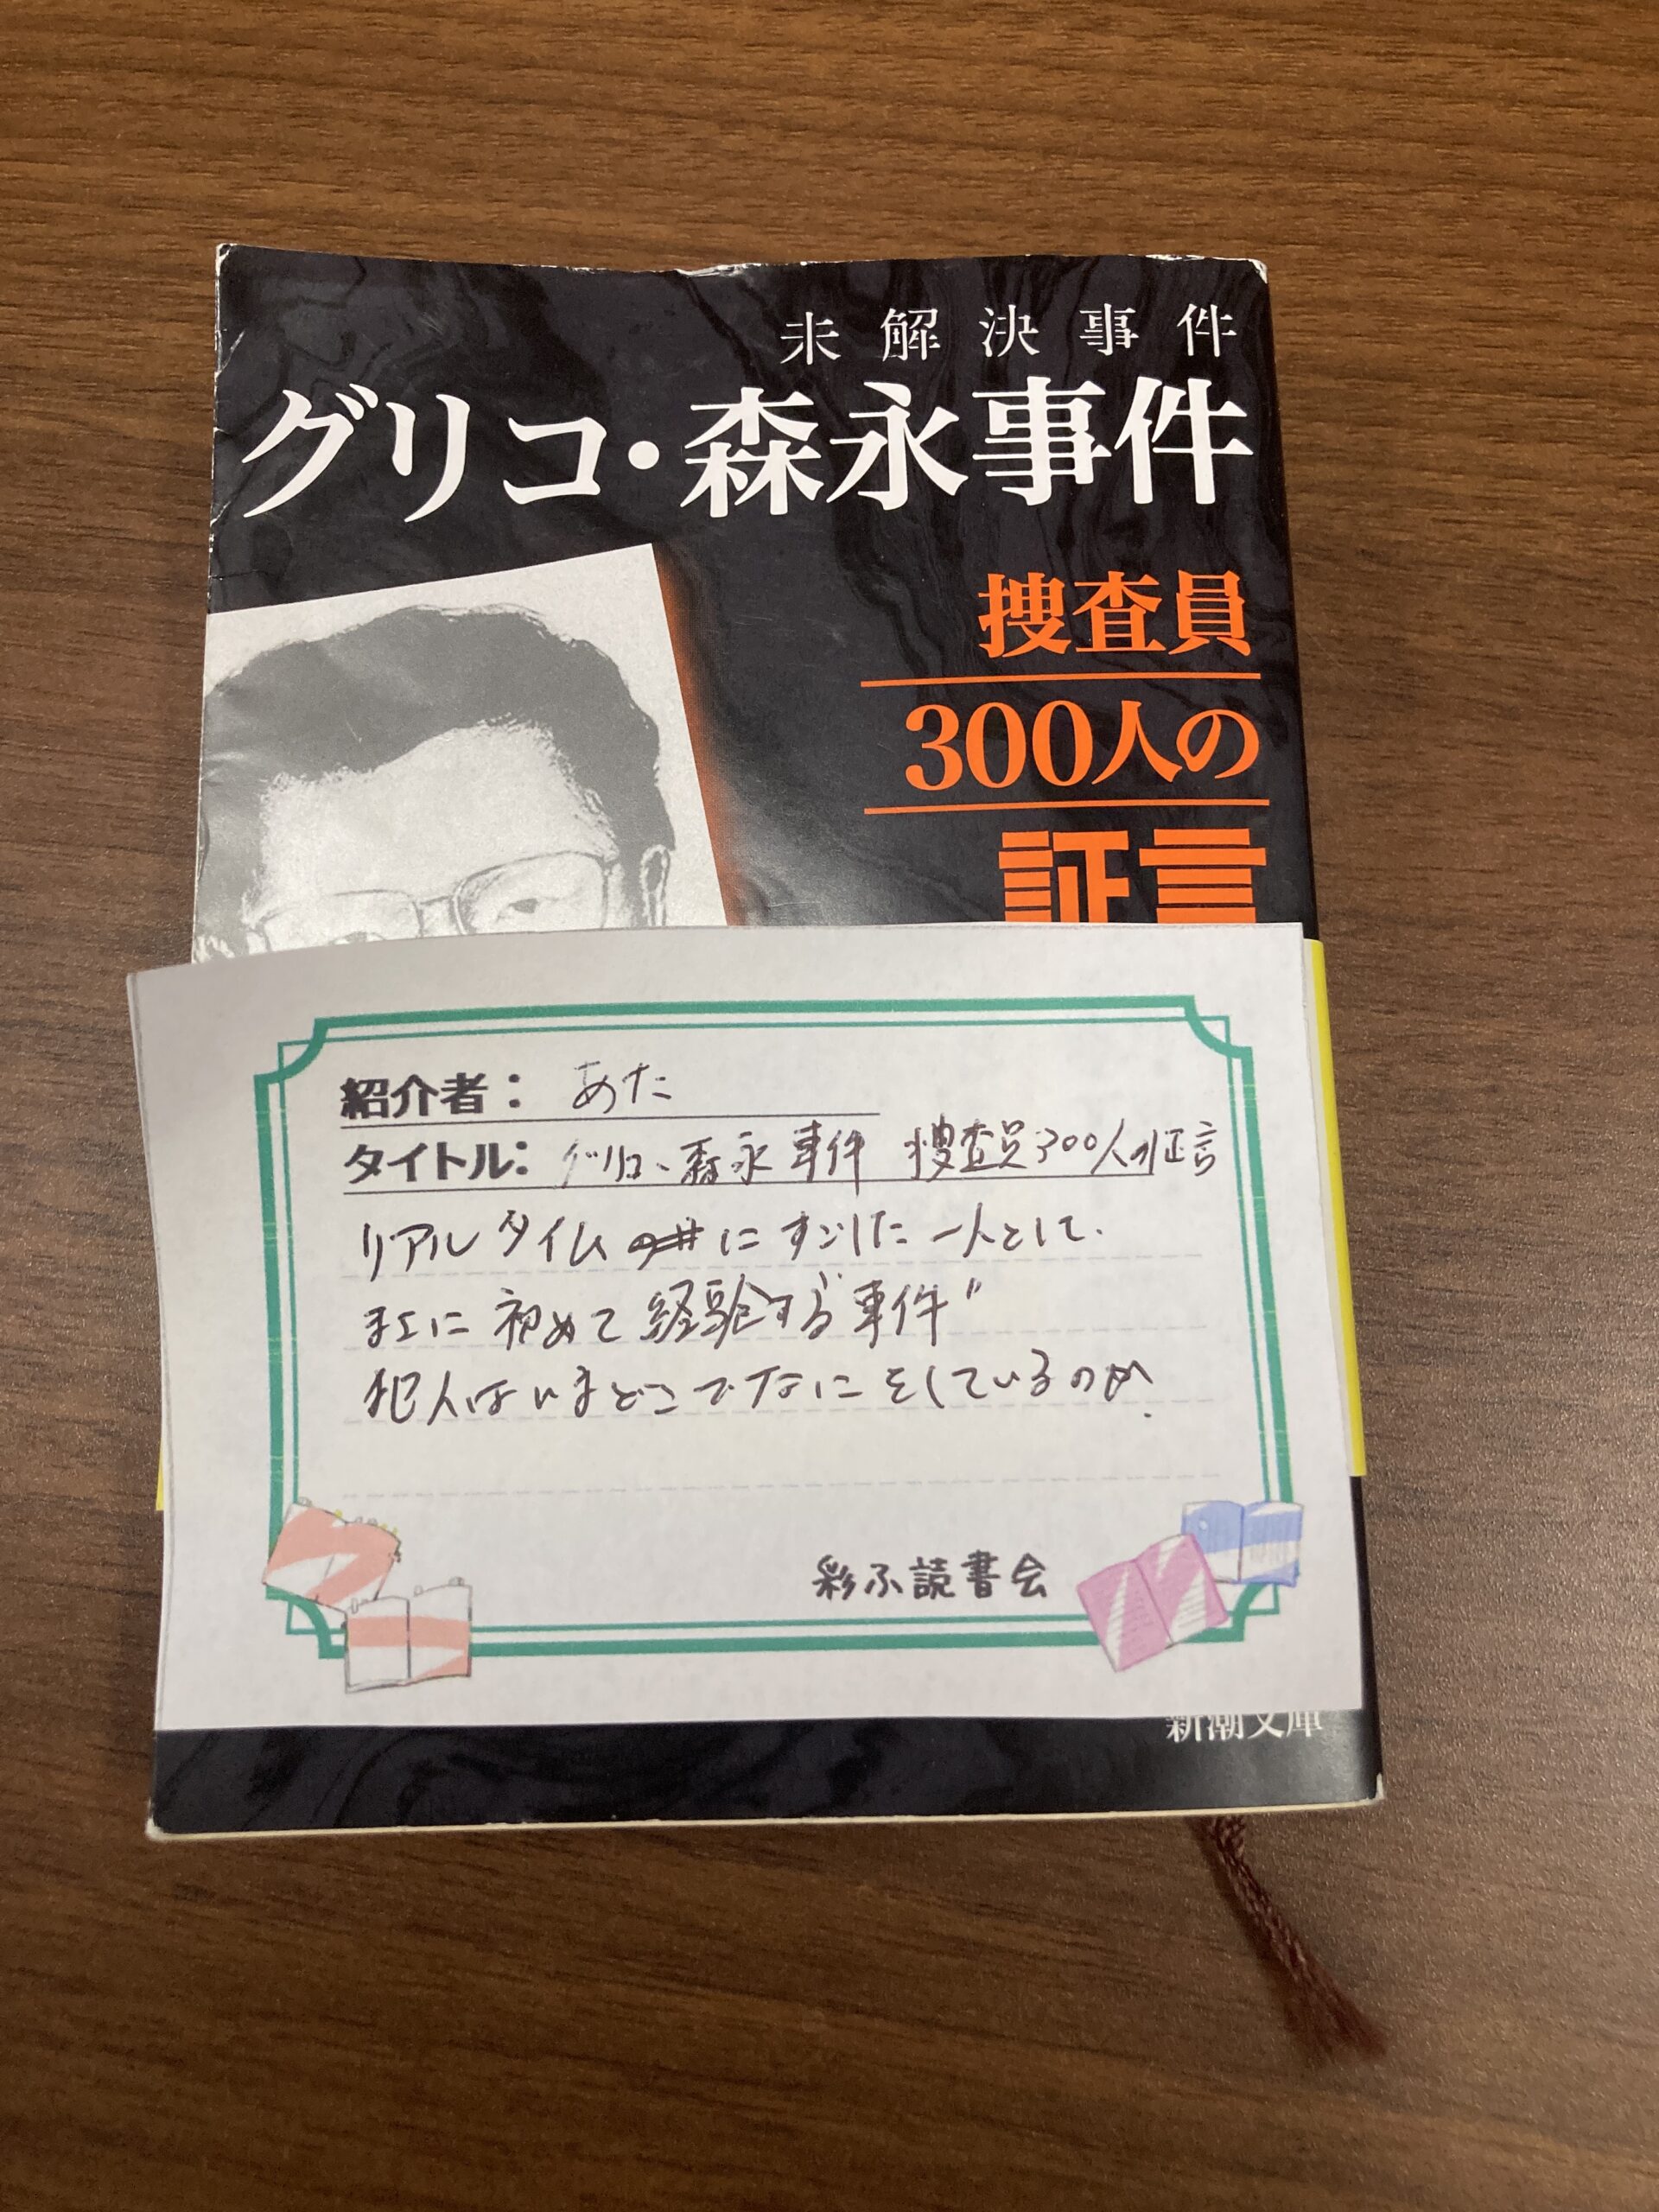 未解決事件
グリコ・森永事件
捜査員
300人の
証言
紹介者： あた
タイトル： グリコ、森永事件 捜査員300人の証言
リアルタイムにすごした一人として、
まさに 初めて経験する"事件"
犯人はいまどこでなにをしているのか.
彩ふ読書会
新潮文庫